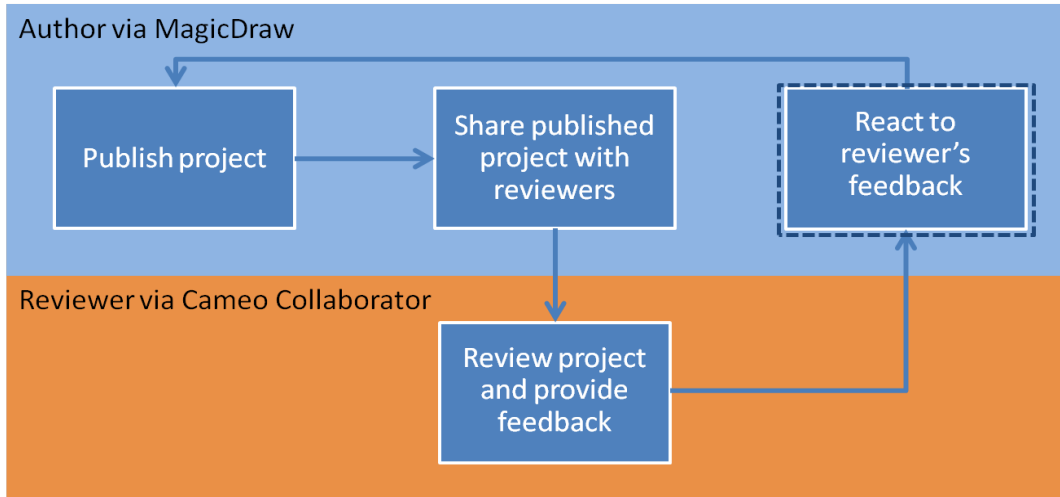 Author via MagicDraw
Publish project
Share published
project with
reviewers
React to
reviewer’s
feedback
Reviewer via Cameo Collaborator
Review project
and provide
feedback